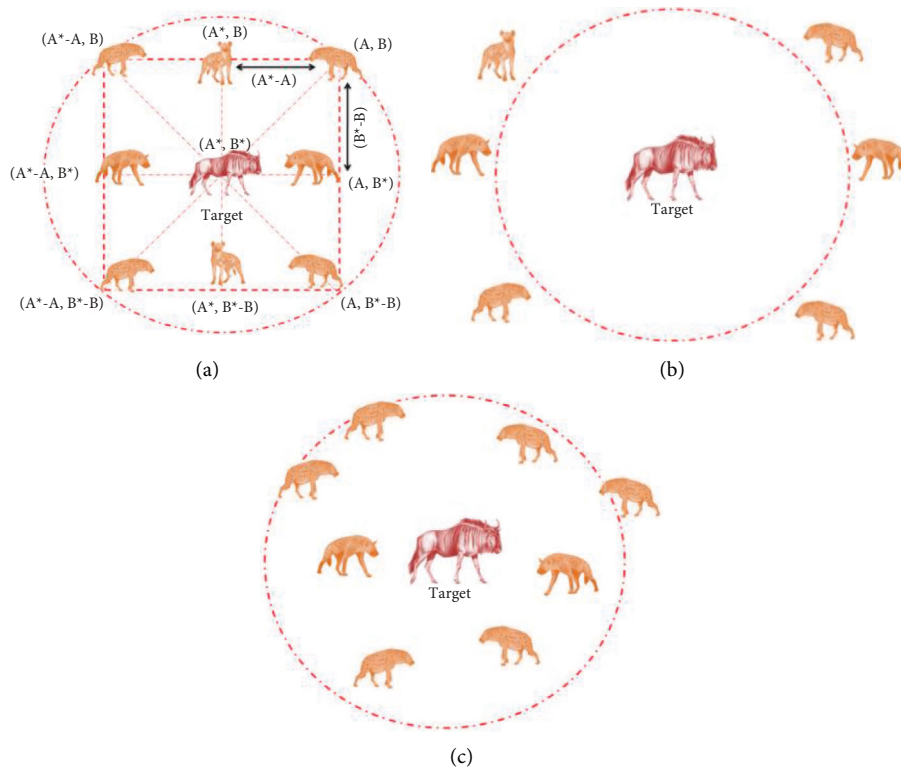 (A*-A, B)
(A*, B)
(A, B)
(A*-A)
(B*-B)
(A*, B*)
(A*-A, B*)
(A, B*)
Target
(A*-A, B*-B)
(A*, B*-B)
(A, B*-B)
(a)
Target
(b)
Target
(c)